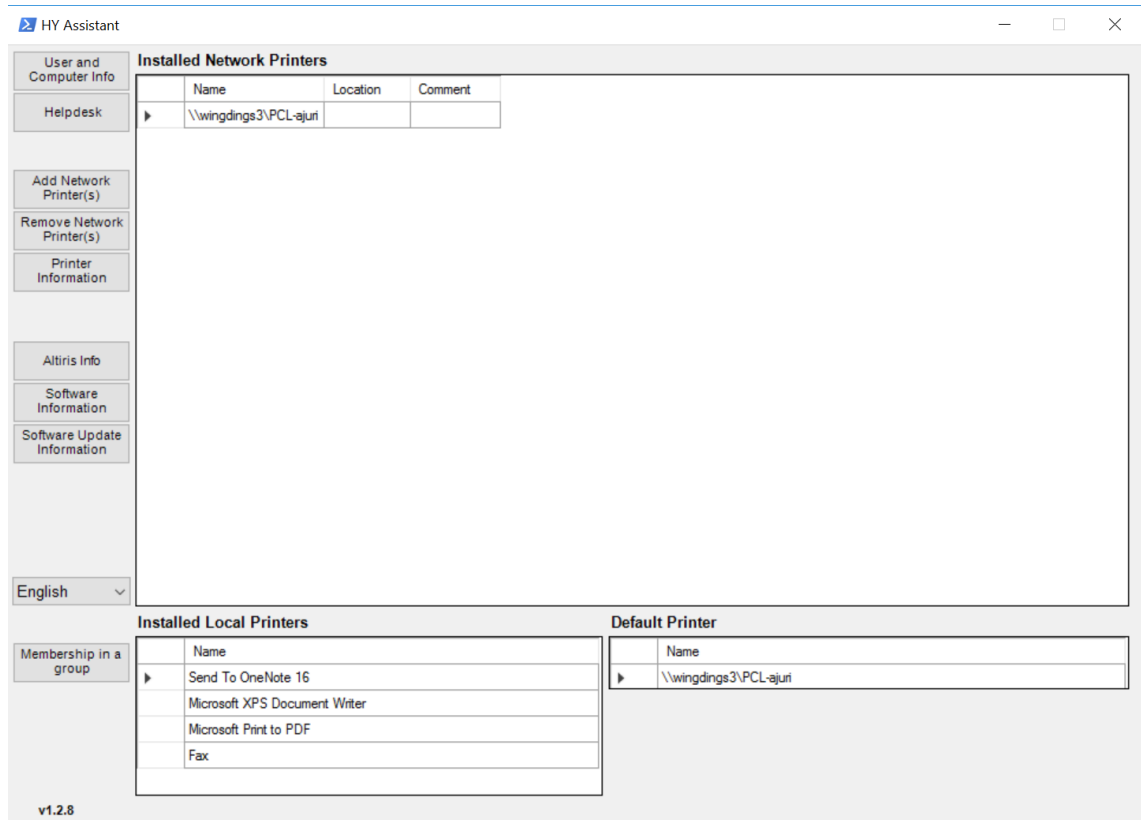 HY Assistant
User and
Computer Info
Helpdesk
Add Network
Printer(s)
Remove Network
Printer(s)
Printer
Information
Altiris Info
Software
Information
Software Update
Information
English
Membership in a
group
v1.2.8
Installed Network Printers
Name Location Comment
\\wingdings3\PCL-ajuri
Installed Local Printers
Name
Send To OneNote 16
Microsoft XPS Document Writer
Microsoft Print to PDF
Fax
Default Printer
Name
\\wingdings3\PCL-ajuri